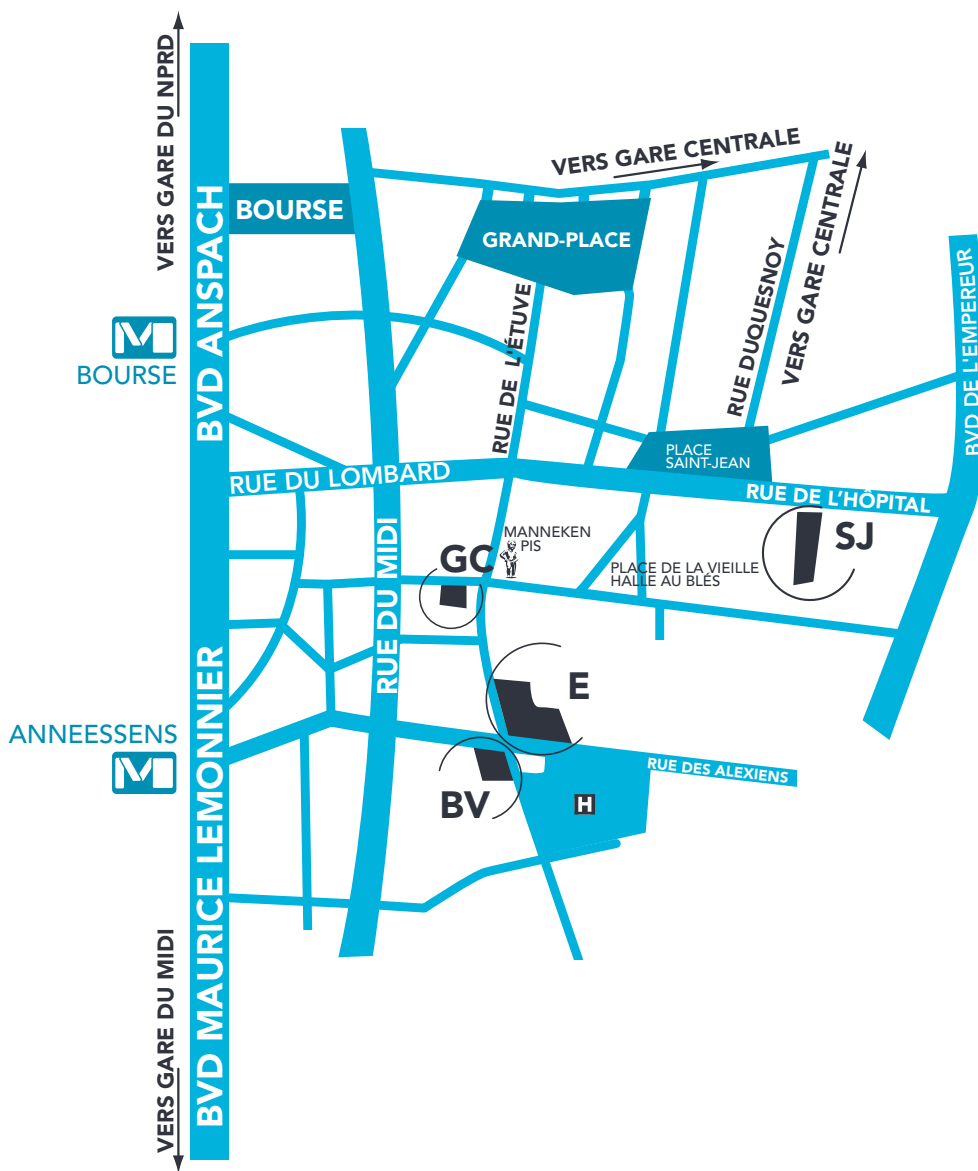 VERS GARE DU NPRD
BVD ANSPACH
BOURSE
GRAND-PLACE
VERS GARE CENTRALE
VERS GARE CENTRALE
RUE DUQUESNOY
RUE DE L'ÉTUVE
BVD DE L'EMPEREUR
M
BOURSE
RUE DU LOMBARD
PLACE
SAINT-JEAN
RUE DE L'HÔPITAL
RUE DU MIDI
GC
MANNEKEN
PIS
PLACE DE LA VIEILLE
HALLE AU BLÉS
SJ
E
ANNEESSENS
M
BVD MAURICE LEMONNIER
BV
H
RUE DES ALEXIENS
VERS GARE DU MIDI